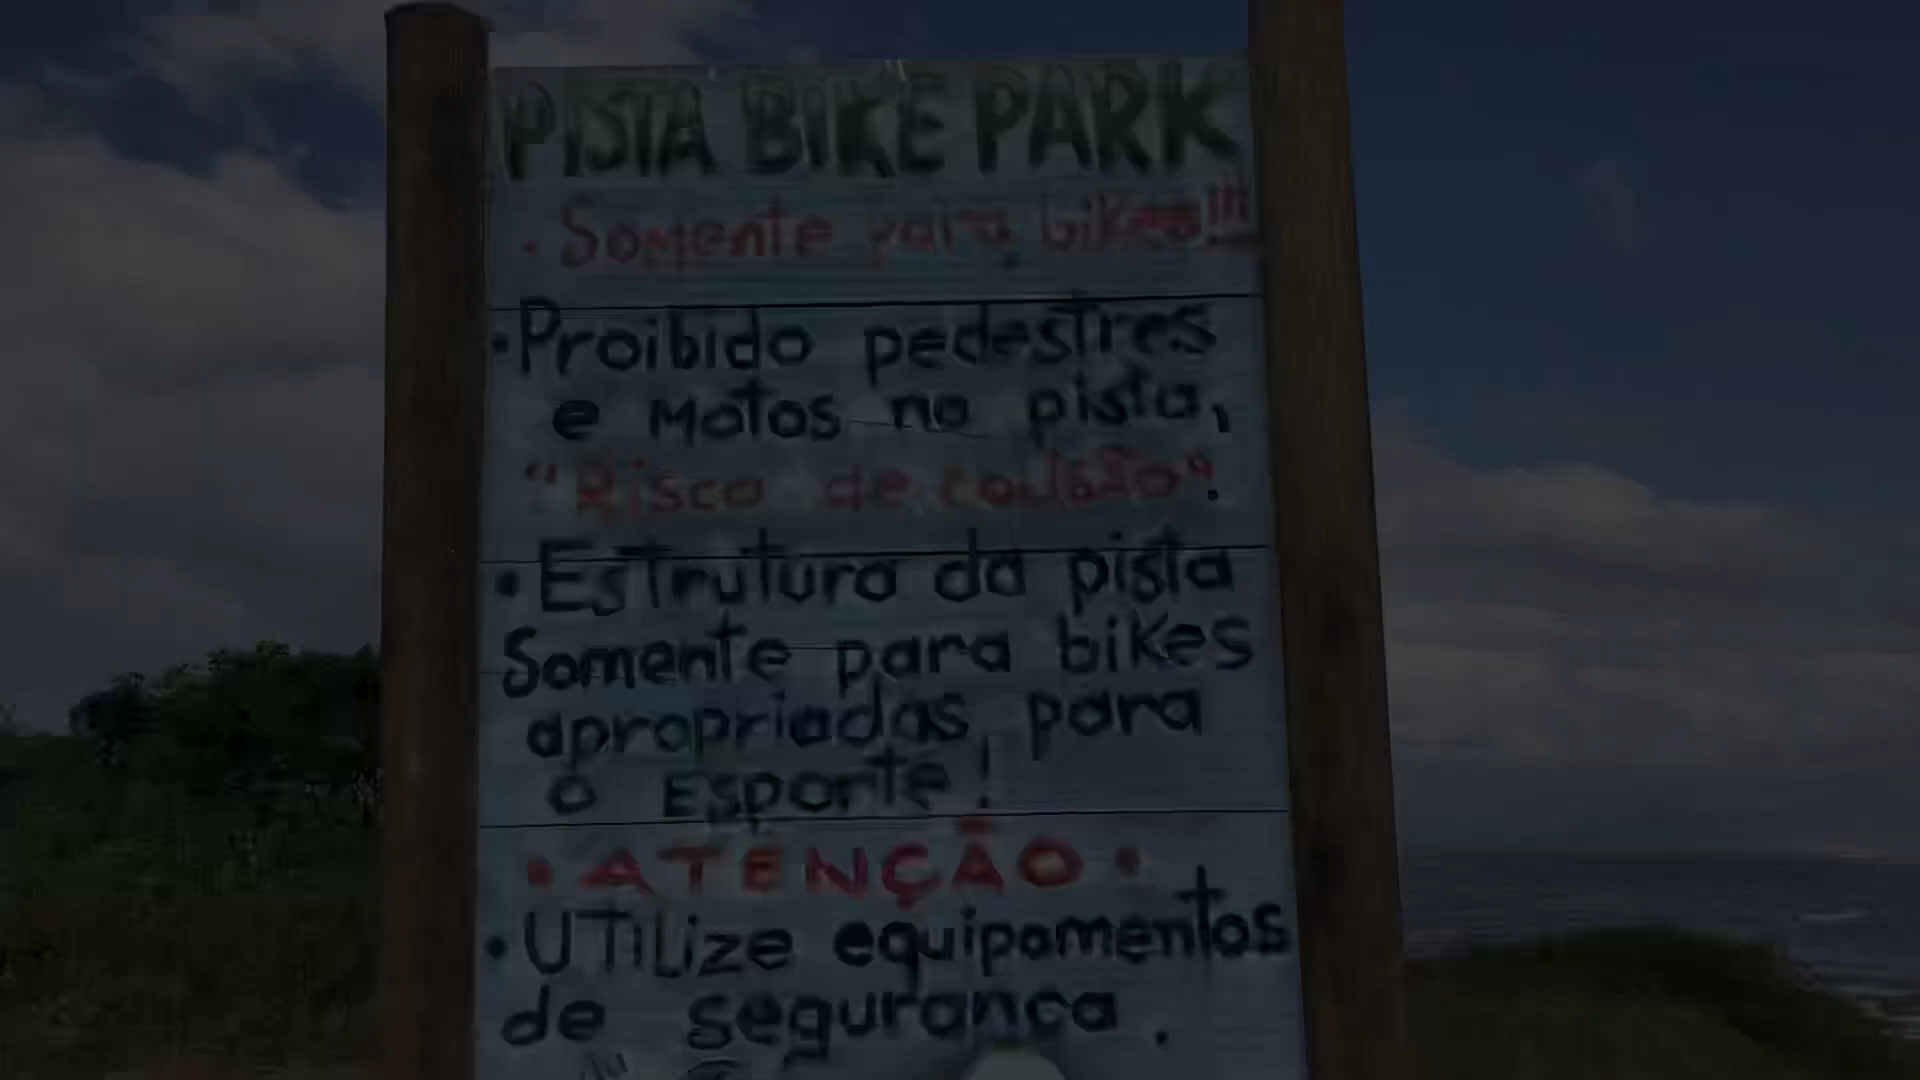 PISTA BIKE PARK
• Somente para bikes!!!
• Proibido pedestres
e Motos na pista,
"Risco de colisão".
• Estrutura da pista
Somente para bikes
apropriadas para
o Esporte!
• ATENÇÃO •
• UTiLize equipamentos
de segurança.